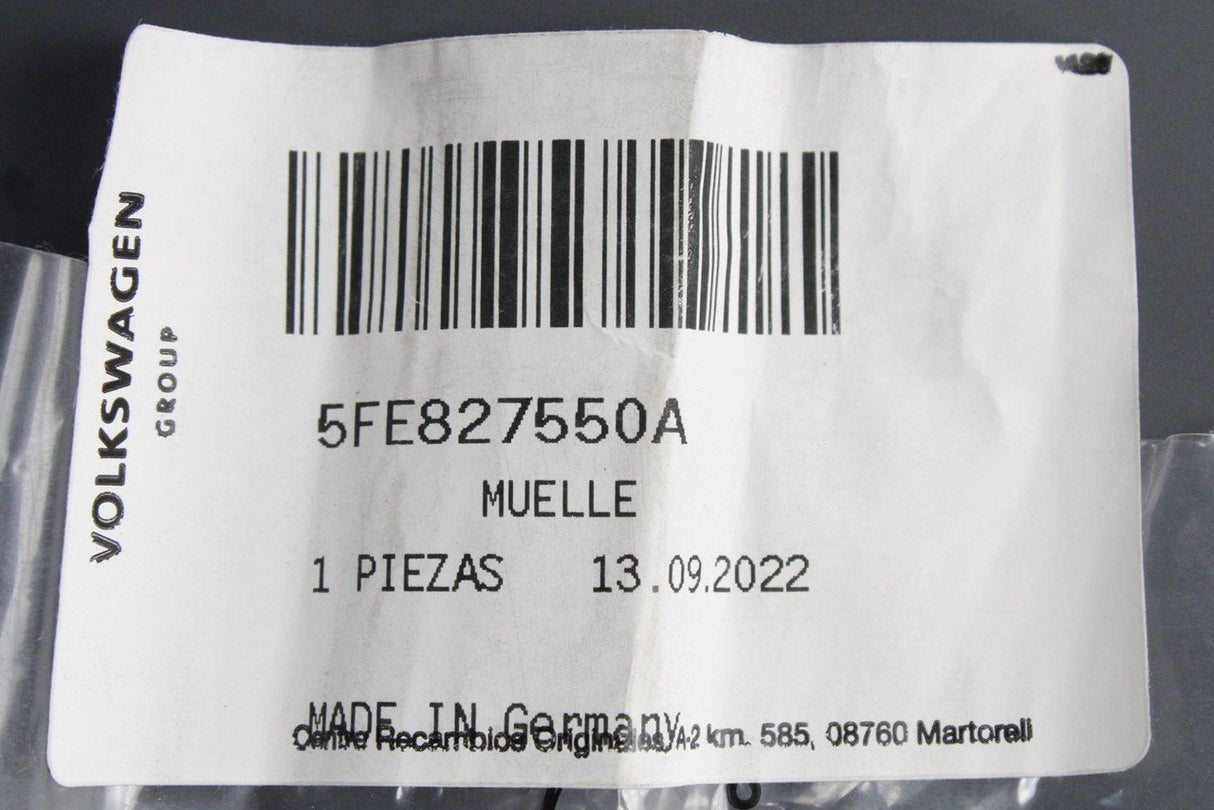 VOLKSWAGEN
GROUP
5FE827550A
MUELLE
1 PIEZAS 13.09.2022
MADE IN Germany
Centro Recambios Originales A-2 km. 585, 08760 Martorell